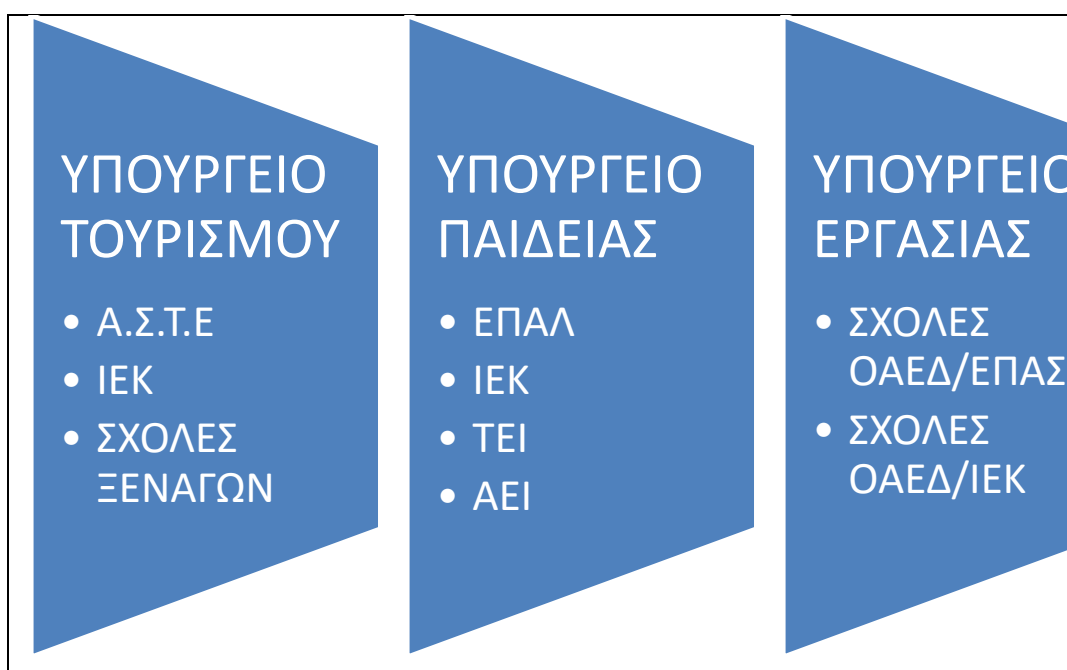 ΥΠΟΥΡΓΕΙΟ
ΤΟΥΡΙΣΜΟΥ
• Α.Σ.Τ.Ε
• ΙΕΚ
• ΣΧΟΛΕΣ
ΞΕΝΑΓΩΝ
ΥΠΟΥΡΓΕΙΟ
ΠΑΙΔΕΙΑΣ
• ΕΠΑΛ
• ΙΕΚ
• ΤΕΙ
• ΑΕΙ
ΥΠΟΥΡΓΕΙΟ
ΕΡΓΑΣΙΑΣ
• ΣΧΟΛΕΣ
ΟΑΕΔ/ΕΠΑΣ
• ΣΧΟΛΕΣ
ΟΑΕΔ/ΙΕΚ